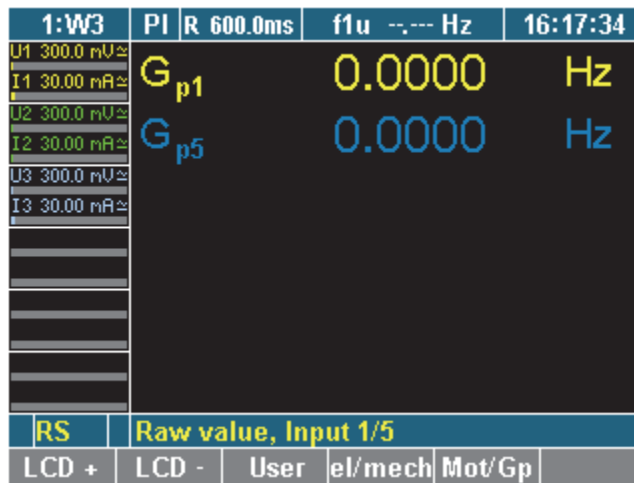 1:W3 PI R 600.0ms f1u --.--- Hz 16:17:34
U1 300.0 mV≃
I1 30.00 mA≃
U2 300.0 mV≃
I2 30.00 mA≃
U3 300.0 mV≃
I3 30.00 mA≃
Gp1 0.0000 Hz
Gp5 0.0000 Hz
RS Raw value, Input 1/5
LCD + LCD - User el/mech Mot/Gp